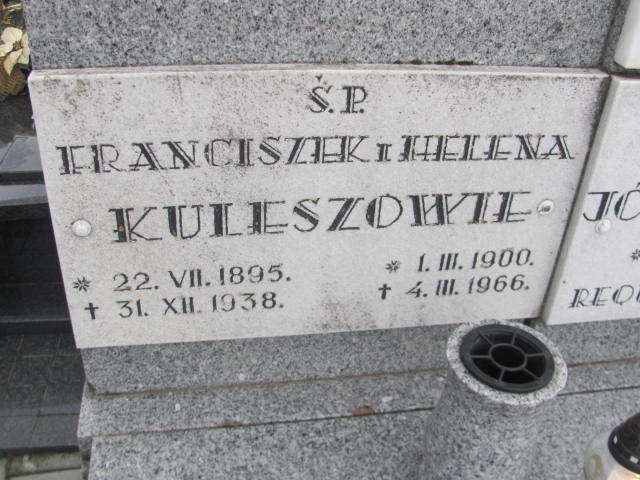 Ś.P.
FRANCISZEK I HELENA
KULESZOWIE
* 22. VII. 1895.
† 31. XII. 1938.
* 1. III. 1900.
† 4. III. 1966.